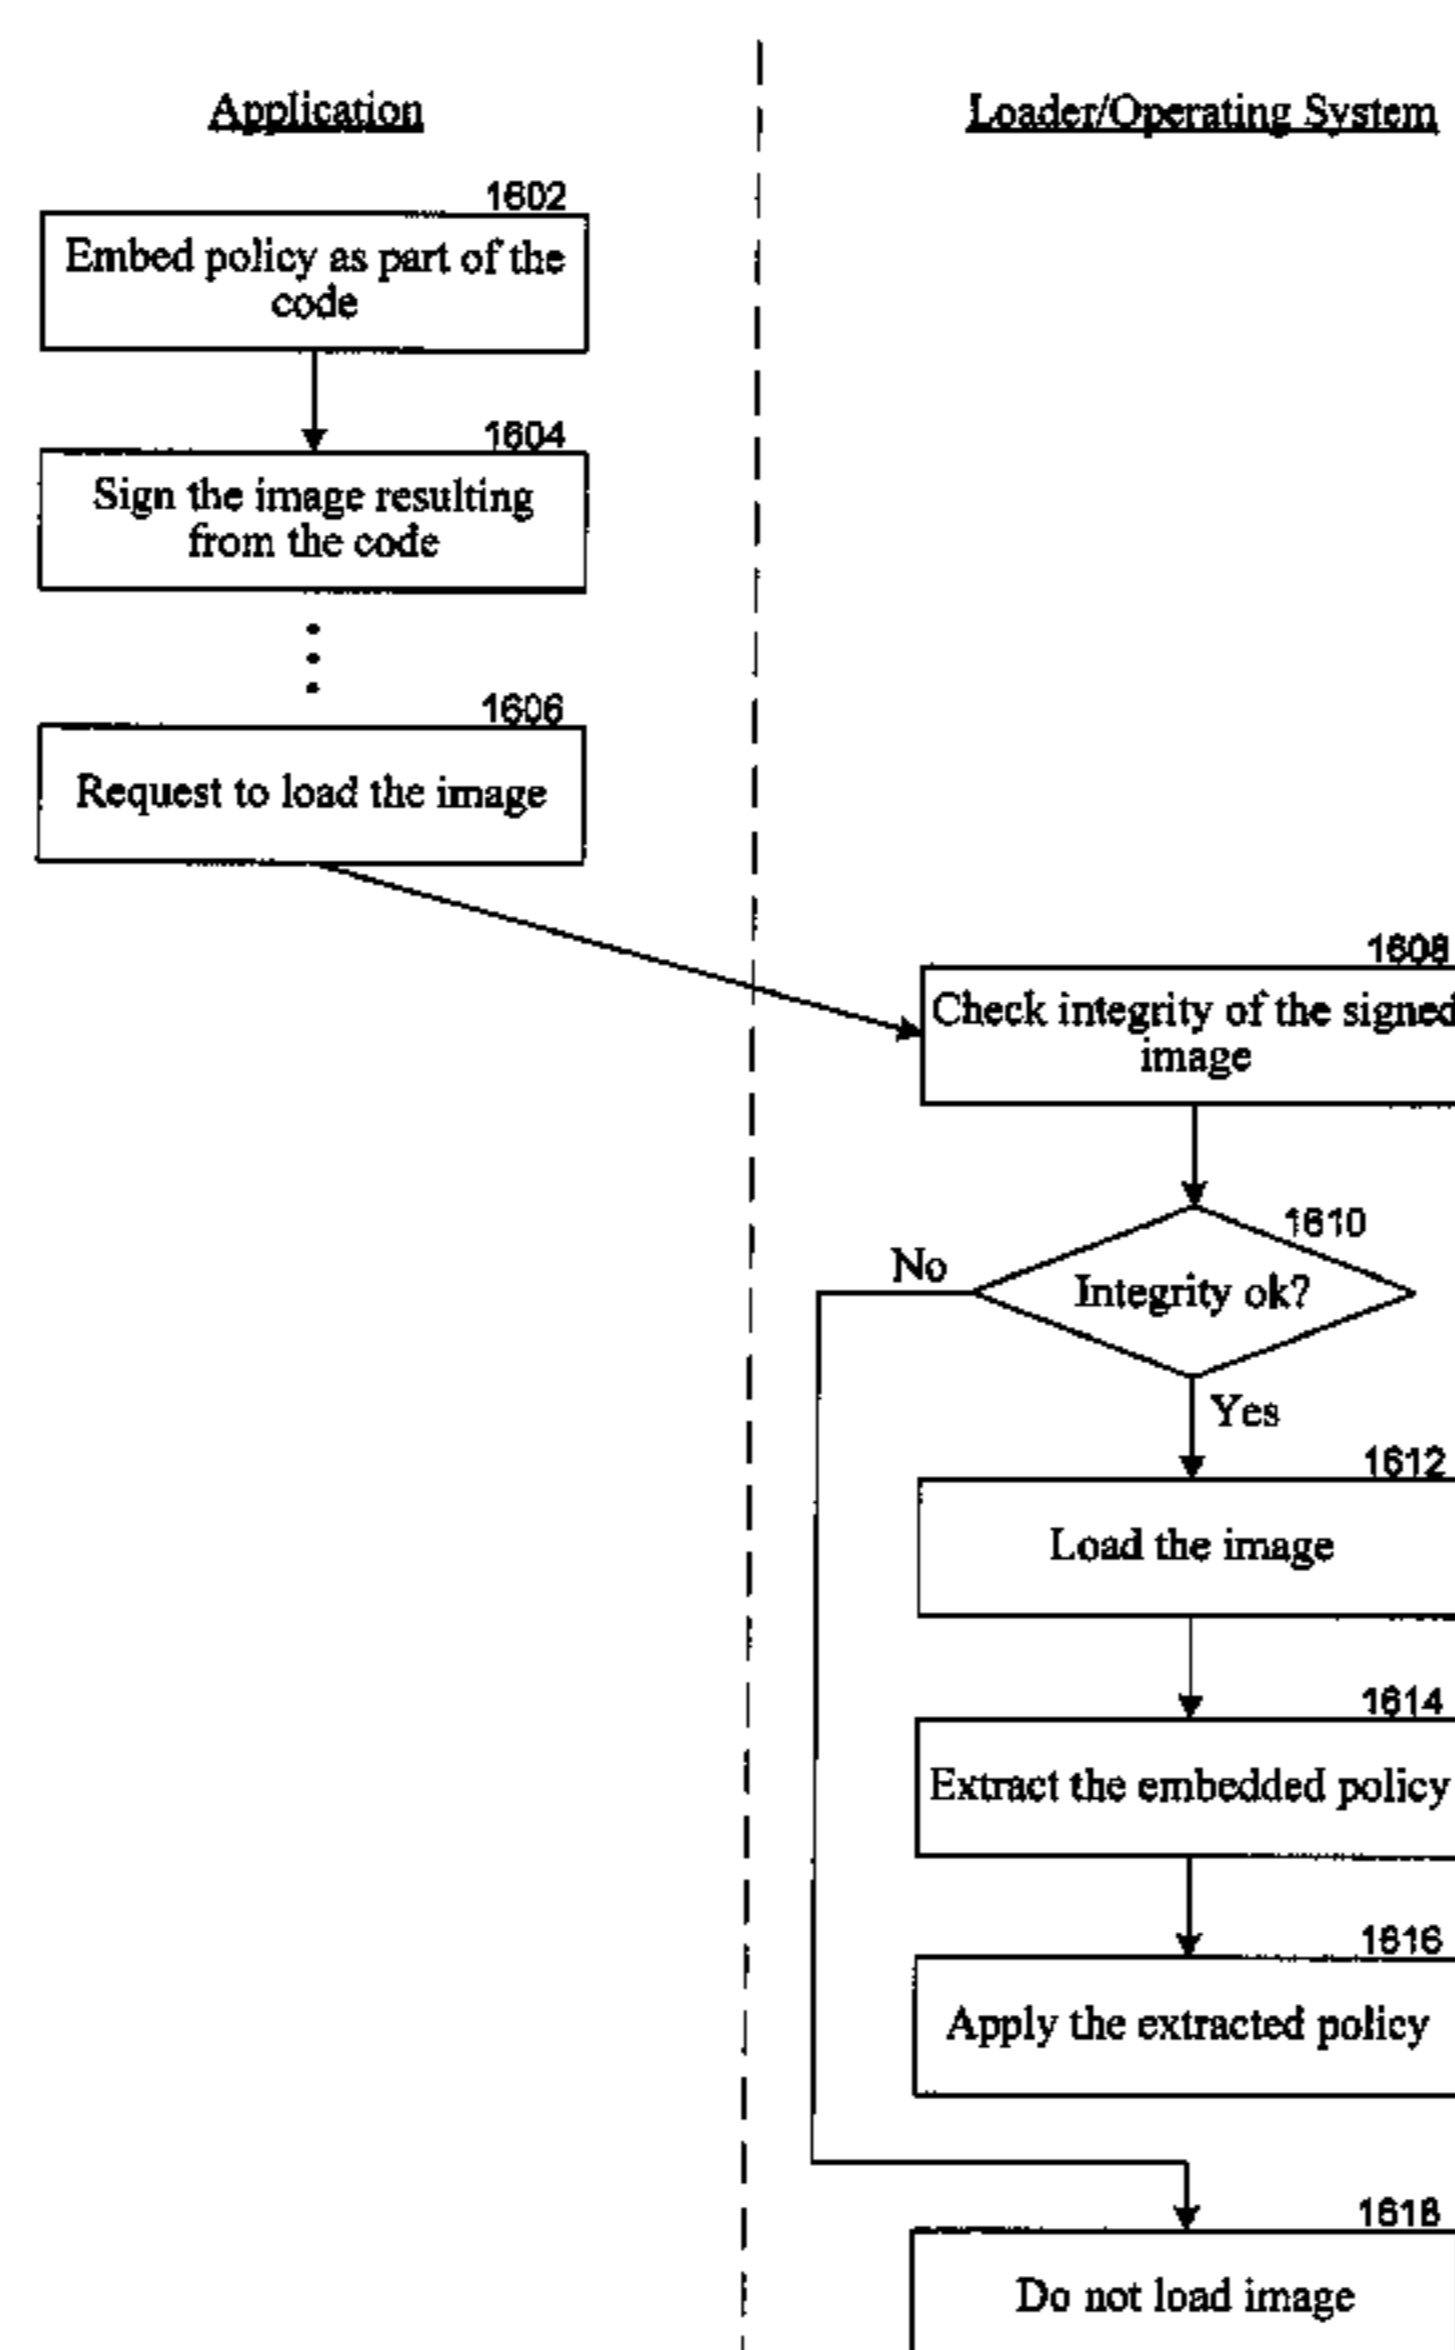 Application
Loader/Operating System
1602
Embed policy as part of the
code
1604
Sign the image resulting
from the code
1606
Request to load the image
1608
Check integrity of the signed
image
1610
Integrity ok?
No
Yes
1612
Load the image
1614
Extract the embedded policy
1616
Apply the extracted policy
1618
Do not load image